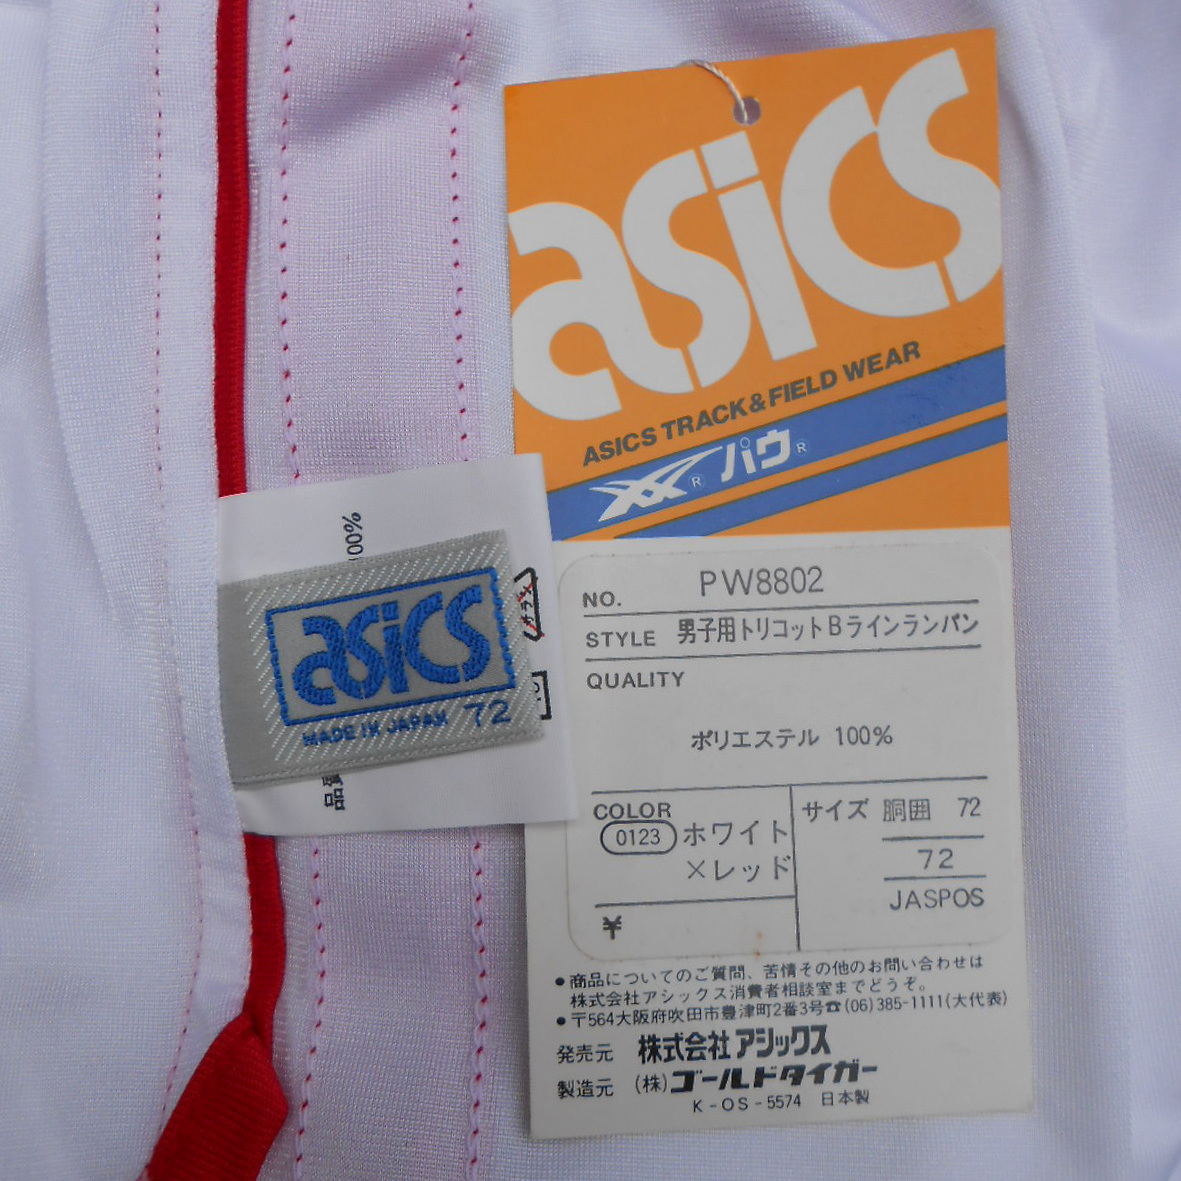 asics
ASICS TRACK & FIELD WEAR
® パウ®
NO. PW8802
STYLE 男子用トリコットBラインランパン
QUALITY
ポリエステル 100%
COLOR
0123 ホワイト
×レッド
サイズ 胴囲 72
72
JASPOS
¥
●商品についてのご質問、苦情その他のお問い合わせは
株式会社アシックス消費者相談室までどうぞ。
●〒564大阪府吹田市豊津町2番3号☎(06)385-1111(大代表)
発売元 株式会社アシックス
製造元 (株)ゴールドタイガー
K-OS-5574 日本製
100%
asics
MADE IN JAPAN 72